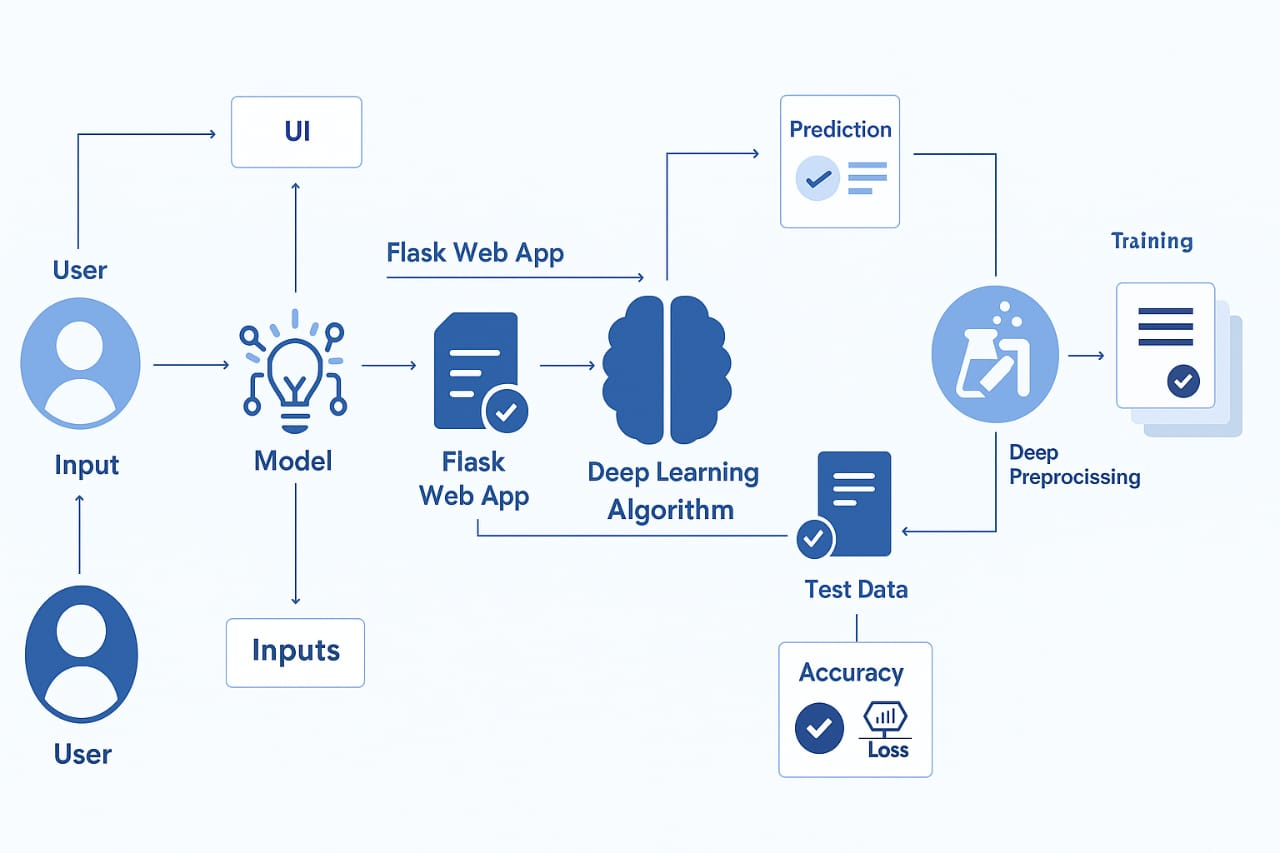 UI
Prediction
User
Flask Web App
Training
Input
Model
Flask
Web App
Deep Learning
Algorithm
Deep
Preprocissing
Test Data
Inputs
Accuracy
Loss
User